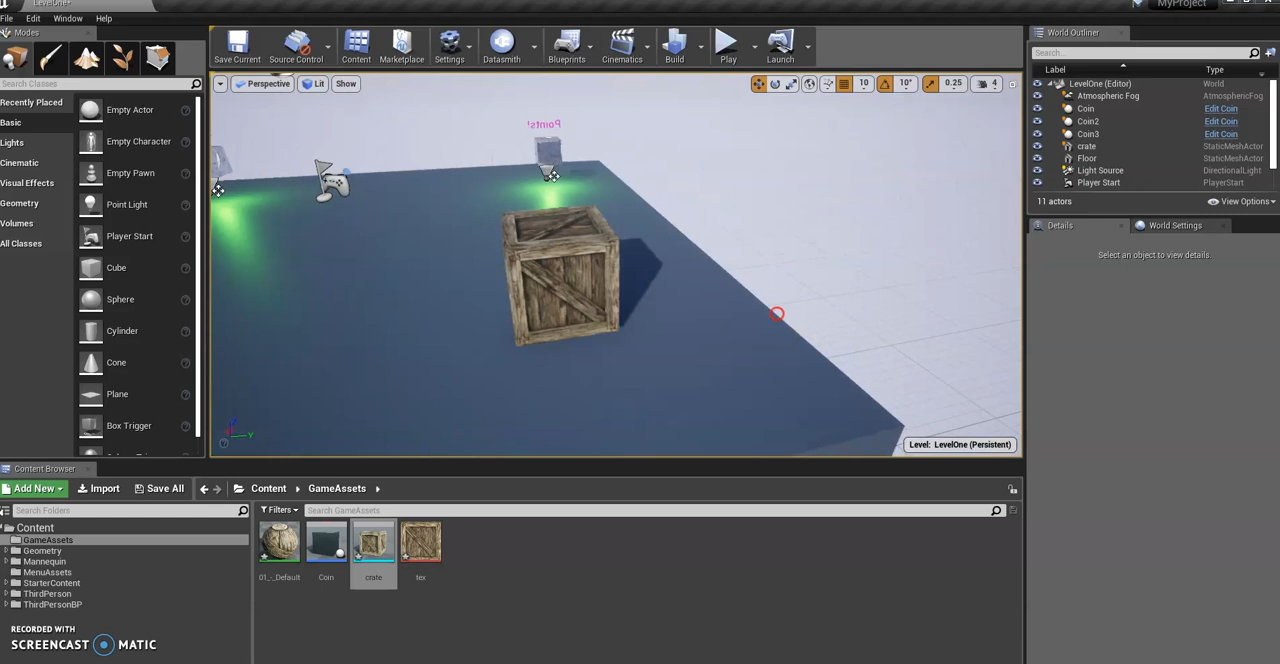 LevelOne*
MyProject
File Edit Window Help
Modes
Search Classes
Recently Placed
Basic
Lights
Cinematic
Visual Effects
Geometry
Volumes
All Classes
Empty Actor
Empty Character
Empty Pawn
Point Light
Player Start
Cube
Sphere
Cylinder
Cone
Plane
Box Trigger
Save Current Source Control Content Marketplace Settings Datasmith Blueprints Cinematics Build Play Launch
Perspective Lit Show
10 10° 0.25 4
Points!
Z Y
Level: LevelOne (Persistent)
World Outliner
Search...
Label Type
LevelOne (Editor) World
Atmospheric Fog AtmosphericFog
Coin Edit Coin
Coin2 Edit Coin
Coin3 Edit Coin
crate StaticMeshActor
Floor StaticMeshActor
Light Source DirectionalLight
Player Start PlayerStart
11 actors View Options
Details World Settings
Select an object to view details.
Content Browser
Add New Import Save All Content GameAssets
Search Folders
Filters Search GameAssets
Content
GameAssets
Geometry
Mannequin
MenuAssets
StarterContent
ThirdPerson
ThirdPersonBP
01_-_Default Coin crate tex
RECORDED WITH
SCREENCAST MATIC